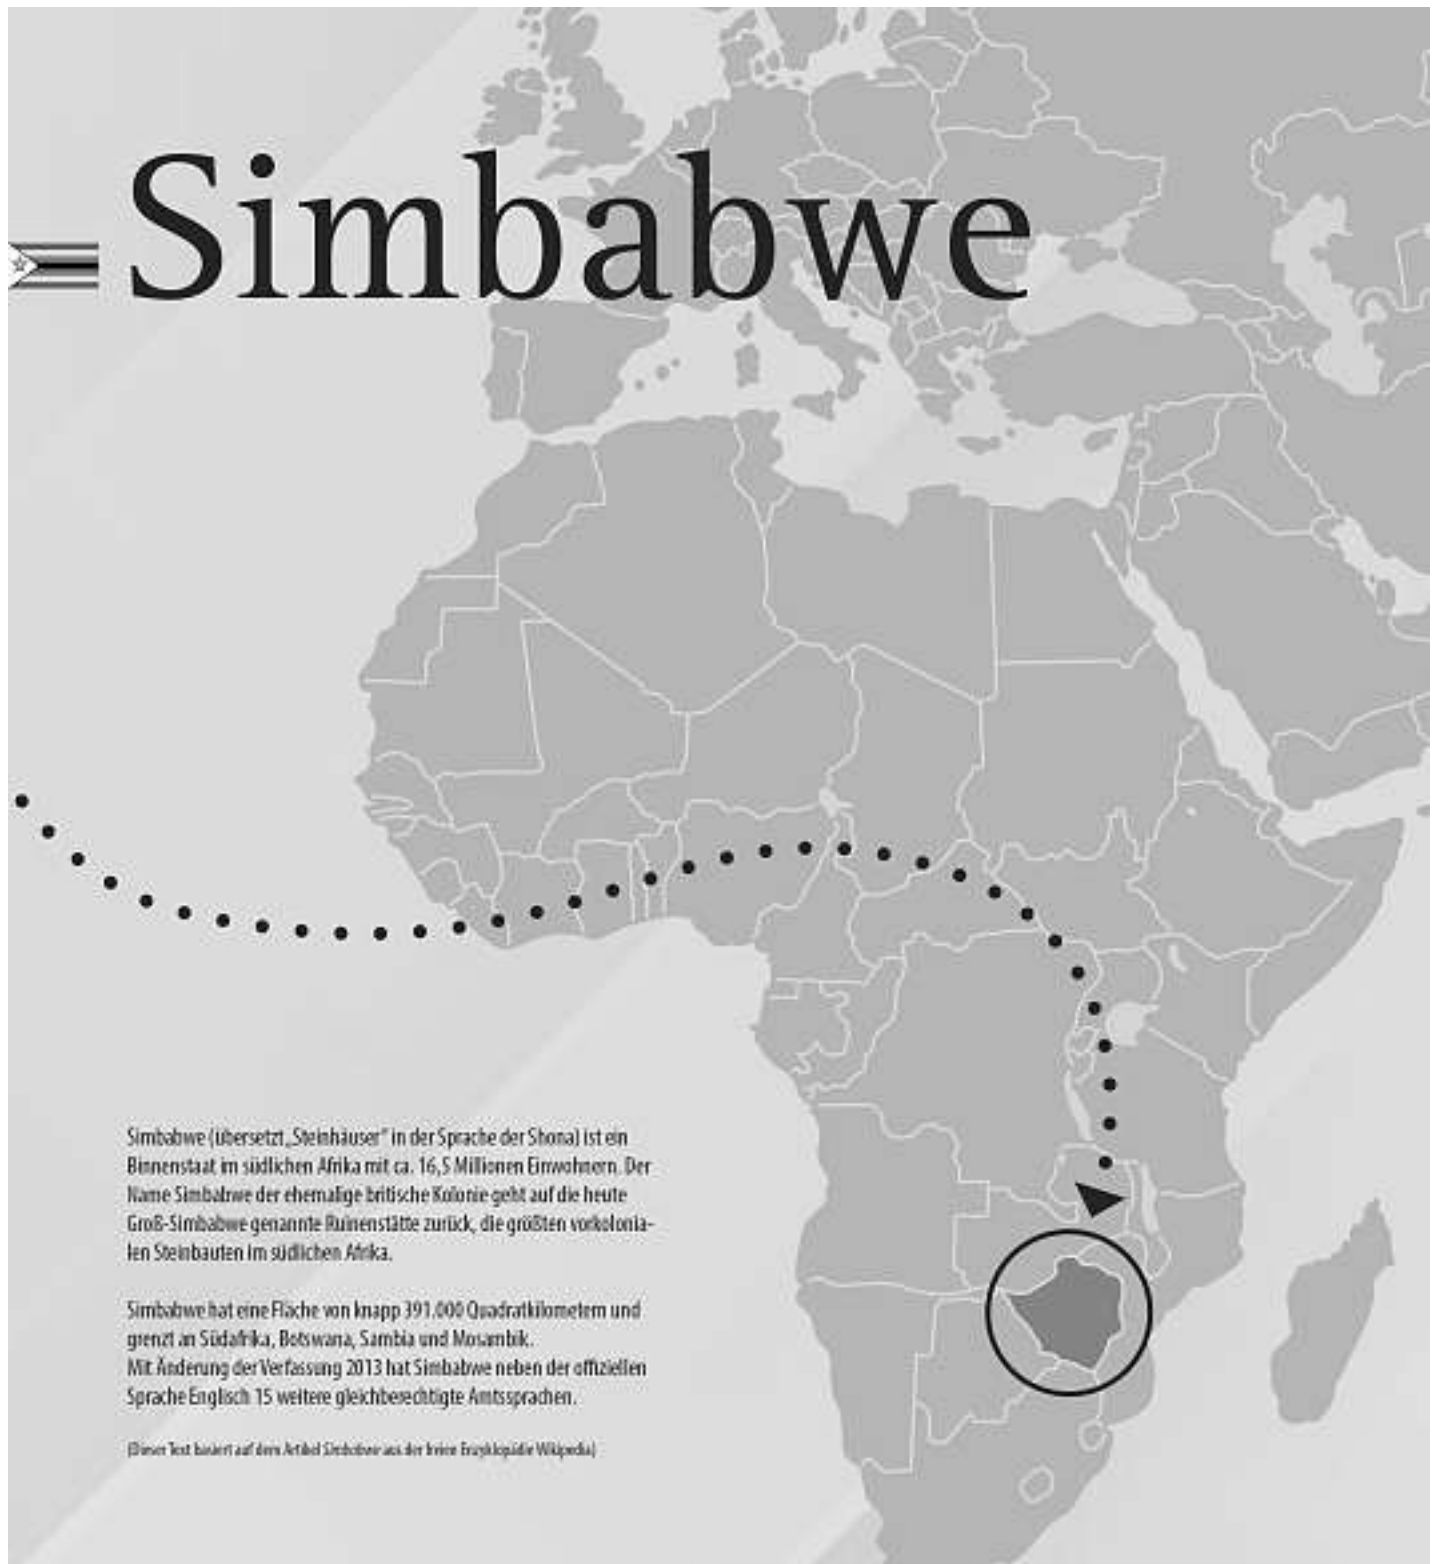 Simbabwe
Simbabwe (übersetzt „Steinhäuser“ in der Sprache der Shona) ist ein
Binnenstaat im südlichen Afrika mit ca. 16,5 Millionen Einwohnern. Der
Name Simbabwe der ehemalige britische Kolonie geht auf die heute
Groß-Simbabwe genannte Ruinenstätte zurück, die größten vorkolonia-
len Steinbauten im südlichen Afrika.
Simbabwe hat eine Fläche von knapp 391.000 Quadratkilometern und
grenzt an Südafrika, Botswana, Sambia und Mosambik.
Mit Änderung der Verfassung 2013 hat Simbabwe neben der offiziellen
Sprache Englisch 15 weitere gleichberechtigte Amtssprachen.
(Dieser Text basiert auf dem Artikel Simbabwe aus der freien Enzyklopädie Wikipedia)